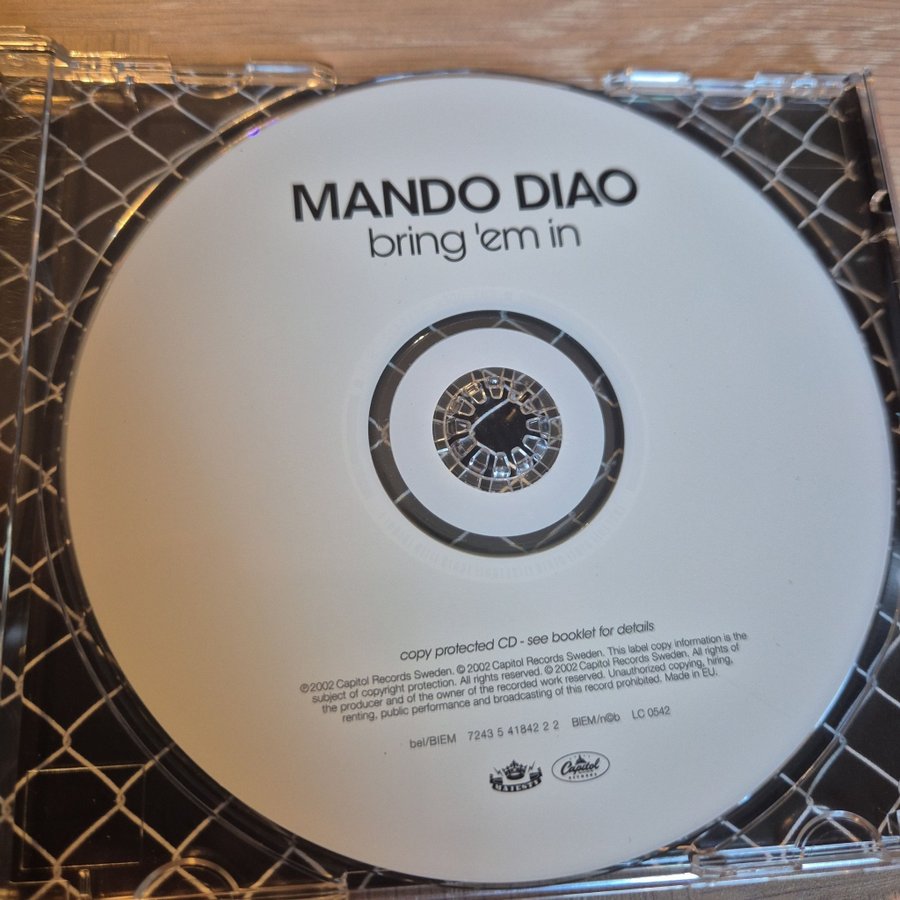 MANDO DIAO
bring 'em in
copy protected CD - see booklet for details
℗2002 Capitol Records Sweden. © 2002 Capitol Records Sweden. This label copy information is the
subject of copyright protection. All rights reserved. © 2002 Capitol Records Sweden. All rights of
the producer and of the owner of the recorded work reserved. Unauthorized copying, hiring,
renting, public performance and broadcasting of this record prohibited. Made in EU.
bel/BIEM 7243 5 41842 2 2 BIEM/n©b LC 0542
MAJESTY
Capitol
RECORDS